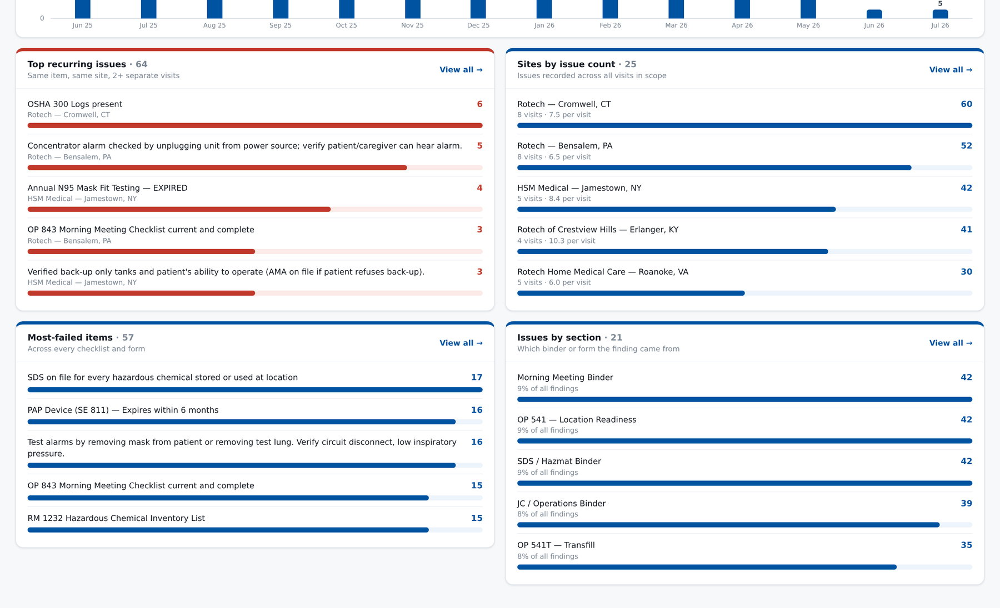 5
0
Jun 25 Jul 25 Aug 25 Sep 25 Oct 25 Nov 25 Dec 25 Jan 26 Feb 26 Mar 26 Apr 26 May 26 Jun 26 Jul 26
Top recurring issues · 64
Same item, same site, 2+ separate visits
View all →
OSHA 300 Logs present 6
Rotech — Cromwell, CT
Concentrator alarm checked by unplugging unit from power source; verify patient/caregiver can hear alarm. 5
Rotech — Bensalem, PA
Annual N95 Mask Fit Testing — EXPIRED 4
HSM Medical — Jamestown, NY
OP 843 Morning Meeting Checklist current and complete 3
Rotech — Bensalem, PA
Verified back-up only tanks and patient's ability to operate (AMA on file if patient refuses back-up). 3
HSM Medical — Jamestown, NY
Sites by issue count · 25
Issues recorded across all visits in scope
View all →
Rotech — Cromwell, CT 60
8 visits · 7.5 per visit
Rotech — Bensalem, PA 52
8 visits · 6.5 per visit
HSM Medical — Jamestown, NY 42
5 visits · 8.4 per visit
Rotech of Crestview Hills — Erlanger, KY 41
4 visits · 10.3 per visit
Rotech Home Medical Care — Roanoke, VA 30
5 visits · 6.0 per visit
Most-failed items · 57
Across every checklist and form
View all →
SDS on file for every hazardous chemical stored or used at location 17
PAP Device (SE 811) — Expires within 6 months 16
Test alarms by removing mask from patient or removing test lung. Verify circuit disconnect, low inspiratory 16
pressure.
OP 843 Morning Meeting Checklist current and complete 15
RM 1232 Hazardous Chemical Inventory List 15
Issues by section · 21
Which binder or form the finding came from
View all →
Morning Meeting Binder 42
9% of all findings
OP 541 — Location Readiness 42
9% of all findings
SDS / Hazmat Binder 42
9% of all findings
JC / Operations Binder 39
8% of all findings
OP 541T — Transfill 35
8% of all findings